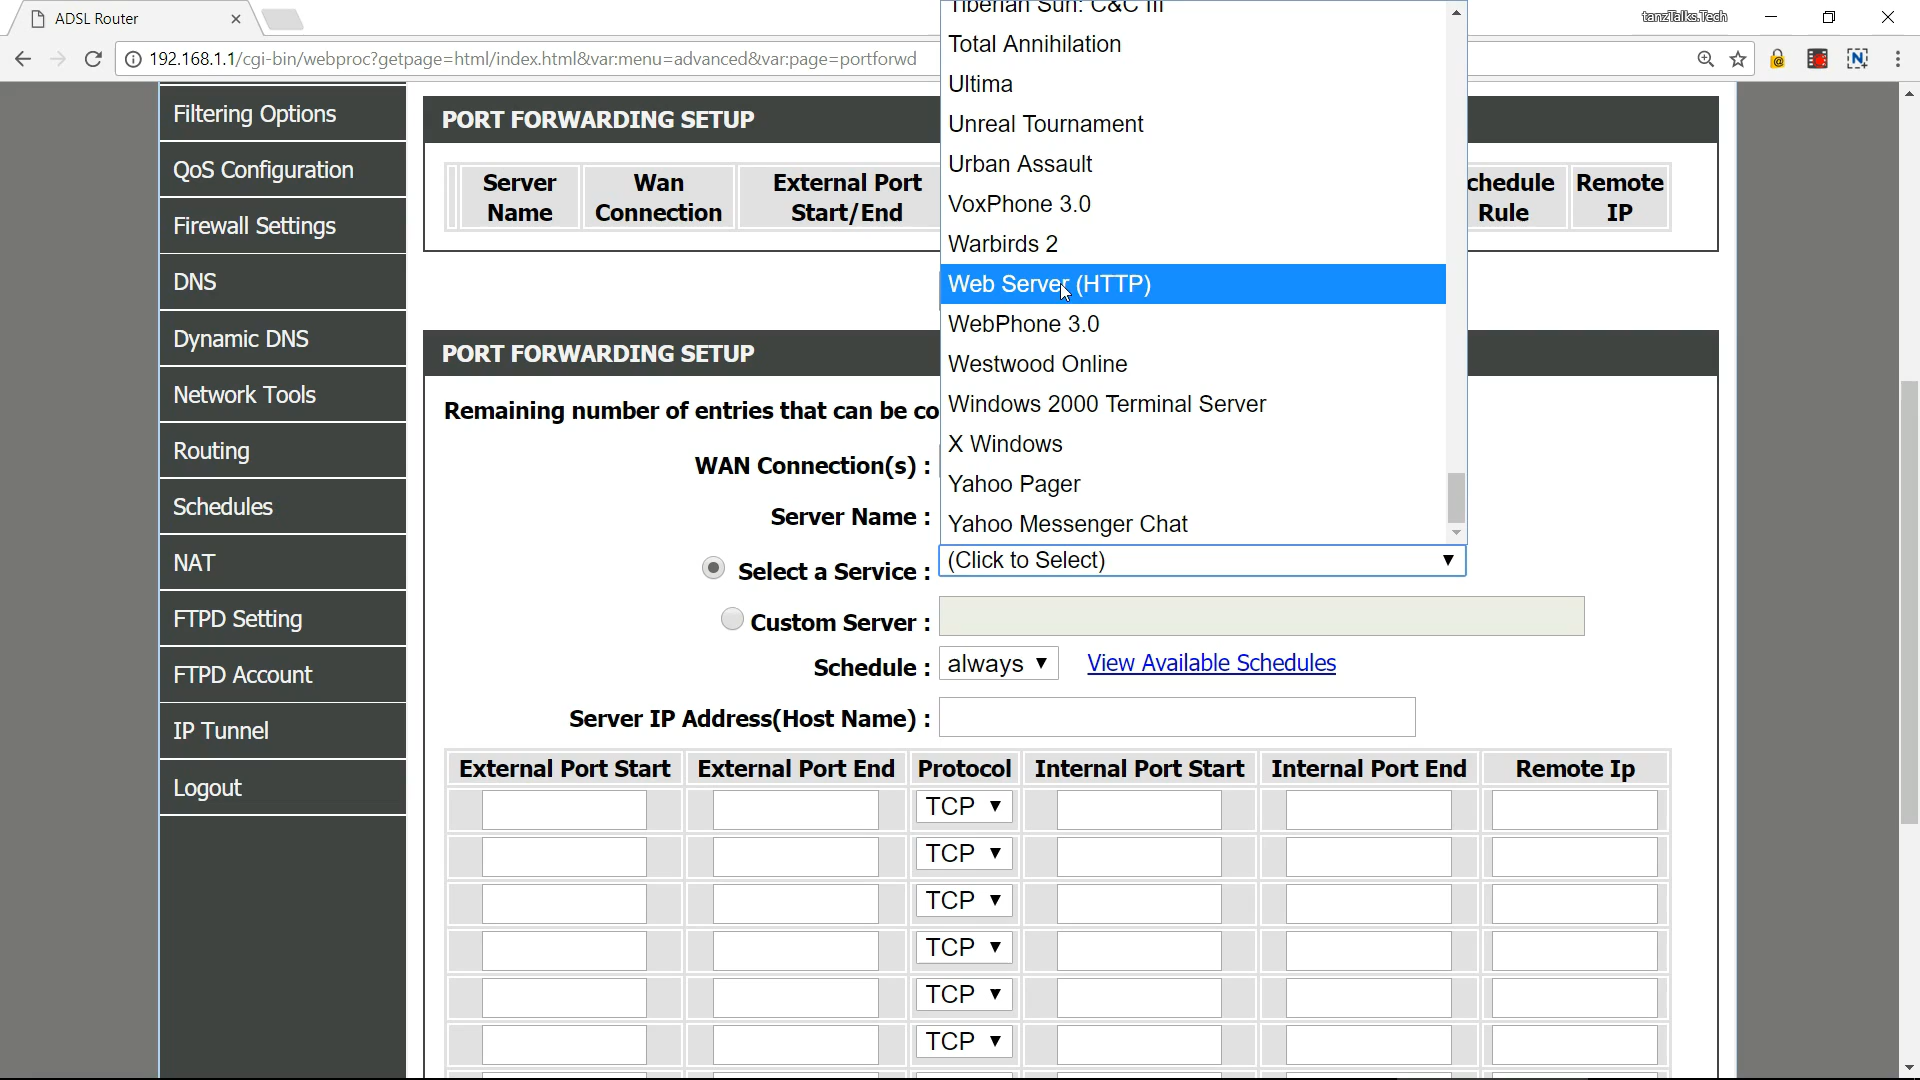 ADSL Router
tanzTalks.Tech
192.168.1.1/cgi-bin/webproc?getpage=html/index.html&var:menu=advanced&var:page=portforwd
Filtering Options
QoS Configuration
Firewall Settings
DNS
Dynamic DNS
Network Tools
Routing
Schedules
NAT
FTPD Setting
FTPD Account
IP Tunnel
Logout
PORT FORWARDING SETUP
Server Name
Wan Connection
External Port Start/End
chedule Rule
Remote IP
PORT FORWARDING SETUP
Remaining number of entries that can be co
WAN Connection(s) :
Server Name :
Tiberian Sun: C&C III
Total Annihilation
Ultima
Unreal Tournament
Urban Assault
VoxPhone 3.0
Warbirds 2
Web Server (HTTP)
WebPhone 3.0
Westwood Online
Windows 2000 Terminal Server
X Windows
Yahoo Pager
Yahoo Messenger Chat
Select a Service : (Click to Select)
Custom Server :
Schedule : always View Available Schedules
Server IP Address(Host Name) :
External Port Start External Port End Protocol Internal Port Start Internal Port End Remote Ip
TCP
TCP
TCP
TCP
TCP
TCP